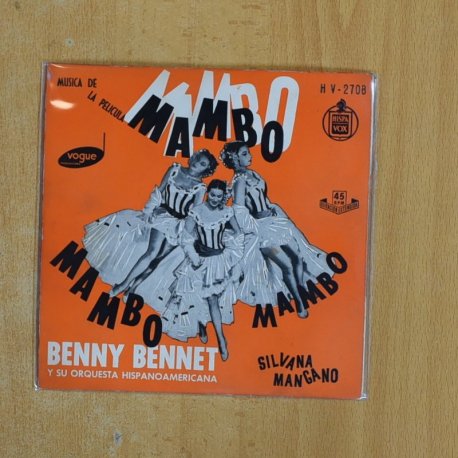 MUSICA DE
LA PELICULA
MAMBO
MAMBO
H V-2708
HISPA
VOX
vogue
45
R.P.M.
MAMBO
MAMBO
BENNY BENNET
Y SU ORQUESTA HISPANOAMERICANA
SILVANA
MANGANO